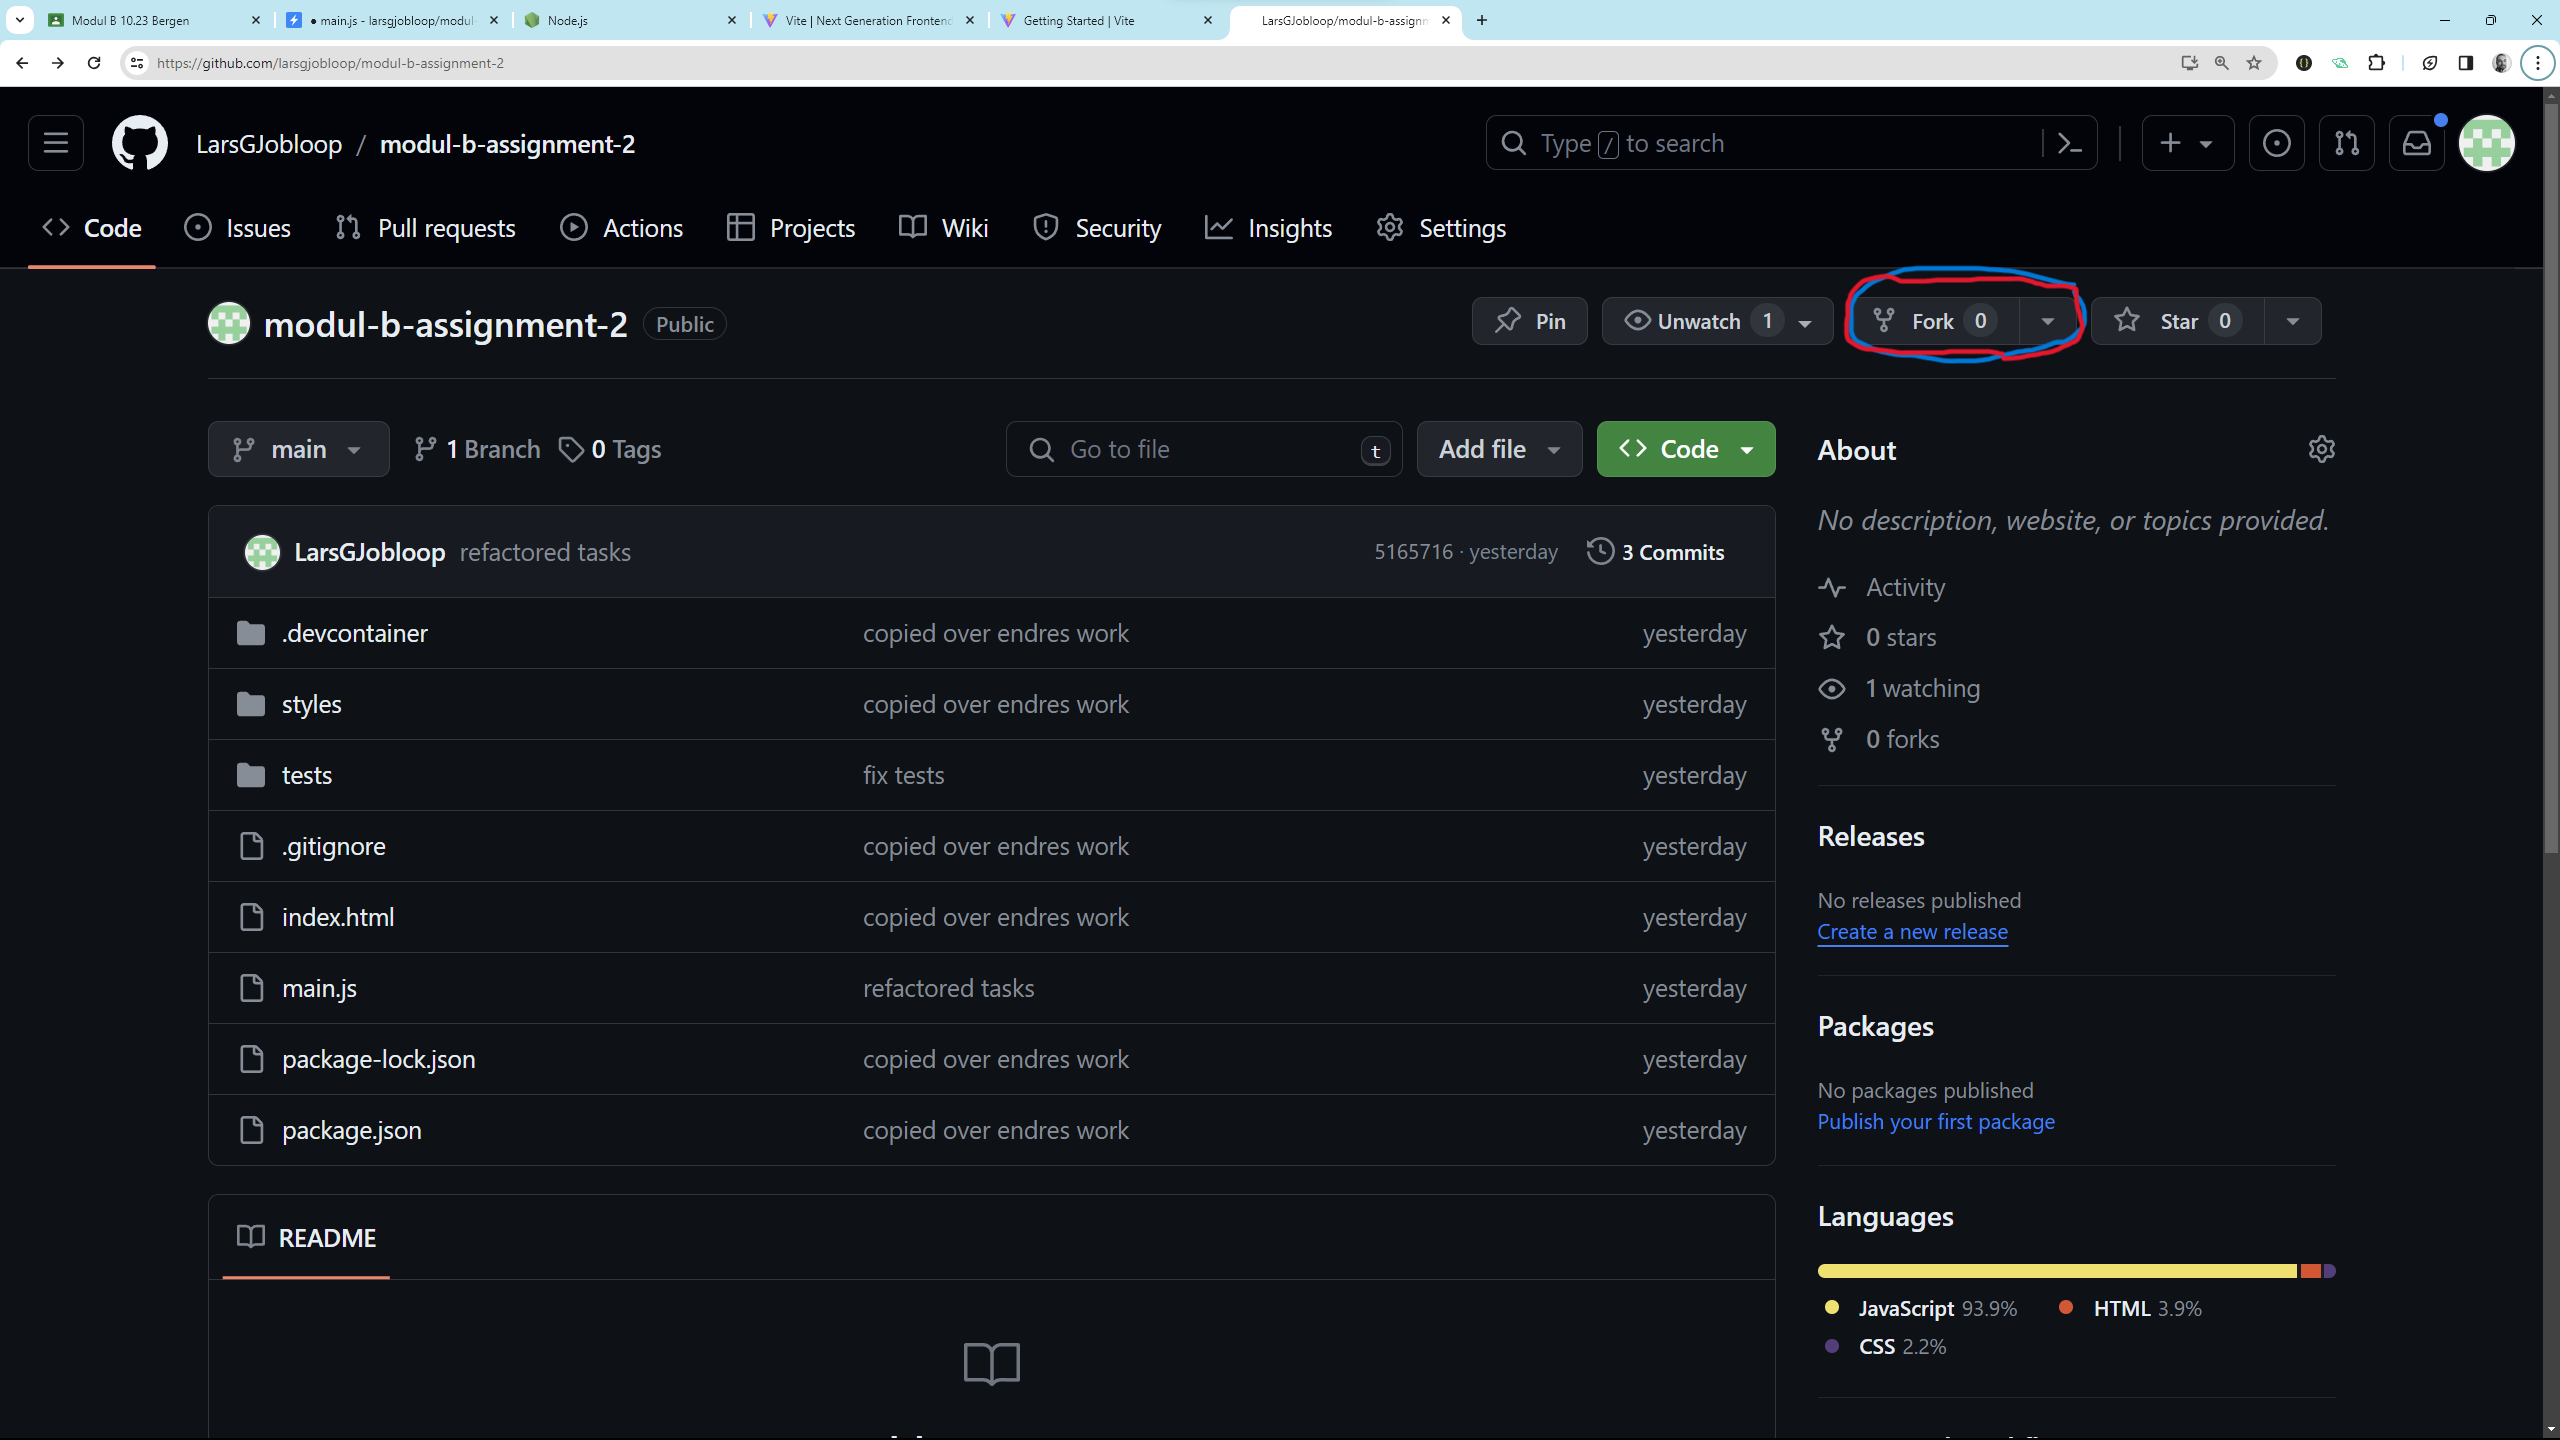 Modul B 10.23 Bergen
● main.js - larsgjobloop/modul-
Node.js
Vite | Next Generation Frontend
Getting Started | Vite
LarsGJobloop/modul-b-assignm
https://github.com/larsgjobloop/modul-b-assignment-2
LarsGJobloop / modul-b-assignment-2
Type / to search
Code
Issues
Pull requests
Actions
Projects
Wiki
Security
Insights
Settings
modul-b-assignment-2 Public
Pin
Unwatch 1
Fork 0
Star 0
main
1 Branch
0 Tags
Go to file t
Add file
Code
About
No description, website, or topics provided.
LarsGJobloop refactored tasks 5165716 · yesterday 3 Commits
.devcontainer copied over endres work yesterday
styles copied over endres work yesterday
tests fix tests yesterday
.gitignore copied over endres work yesterday
index.html copied over endres work yesterday
main.js refactored tasks yesterday
package-lock.json copied over endres work yesterday
package.json copied over endres work yesterday
README
Activity
0 stars
1 watching
0 forks
Releases
No releases published
Create a new release
Packages
No packages published
Publish your first package
Languages
JavaScript 93.9%
HTML 3.9%
CSS 2.2%